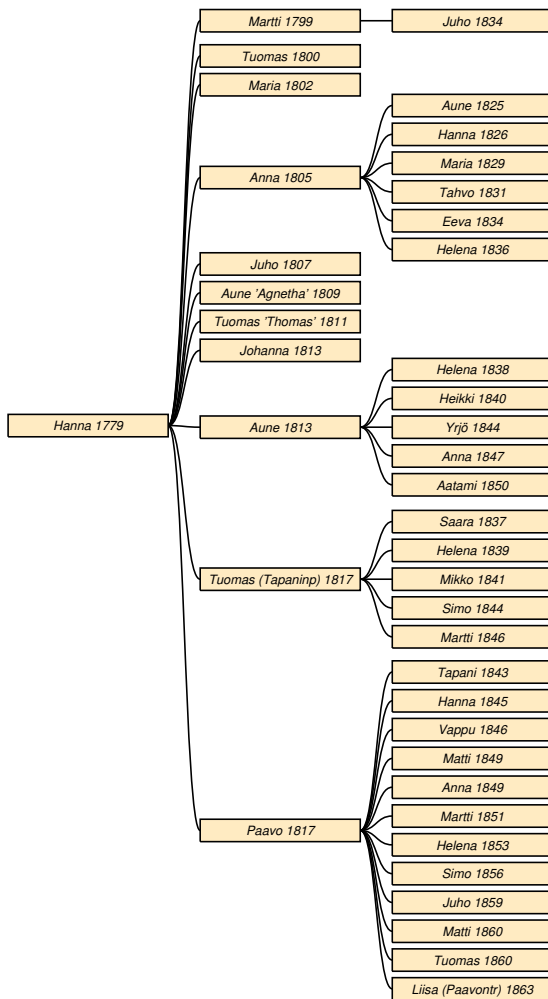 Martti 1799
Juho 1834
Tuomas 1800
Maria 1802
Aune 1825
Hanna 1826
Maria 1829
Anna 1805
Tahvo 1831
Eeva 1834
Helena 1836
Juho 1807
Aune 'Agnetha' 1809
Tuomas 'Thomas' 1811
Johanna 1813
Helena 1838
Heikki 1840
Hanna 1779
Aune 1813
Yrjö 1844
Anna 1847
Aatami 1850
Saara 1837
Helena 1839
Tuomas (Tapaninp) 1817
Mikko 1841
Simo 1844
Martti 1846
Tapani 1843
Hanna 1845
Vappu 1846
Matti 1849
Anna 1849
Martti 1851
Paavo 1817
Helena 1853
Simo 1856
Juho 1859
Matti 1860
Tuomas 1860
Liisa (Paavontr) 1863